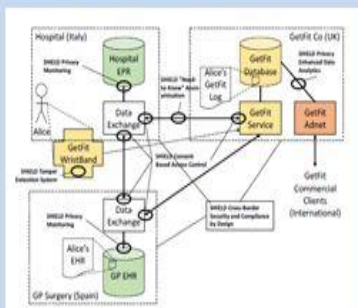 Hospital (Italy)
GetFit Co (UK)
SHIELD Privacy
Monitoring
Hospital
EPR
Alice's
GetFit
Log
GetFit
Database
SHIELD Privacy
Enhanced Data
Analytics
SHIELD "Need
to Know" Anon
ymisation
Alice
Data
Exchange
GetFit
Service
GetFit
Adnet
GetFit
WristBand
SHIELD Tamper
Detection System
SHIELD Consent
Based Access Control
GetFit
Commercial
Clients
(International)
SHIELD Privacy
Monitoring
Data
Exchange
SHIELD Cross Border
Security and Compliance
by Design
Alice's
EHR
GP EHR
GP Surgery (Spain)